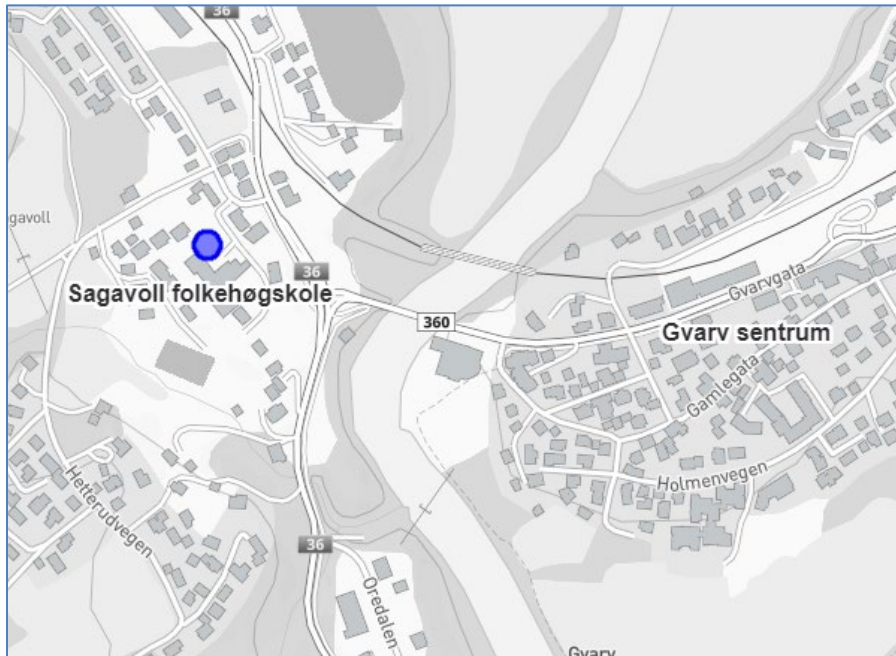 36
agavoll
36
Sagavoll folkehøgskole
360
Gvarvgata
Gvarv sentrum
Gamlegata
Hetterudvegen
Holmenvegen
36
Oredalen
Gvarv